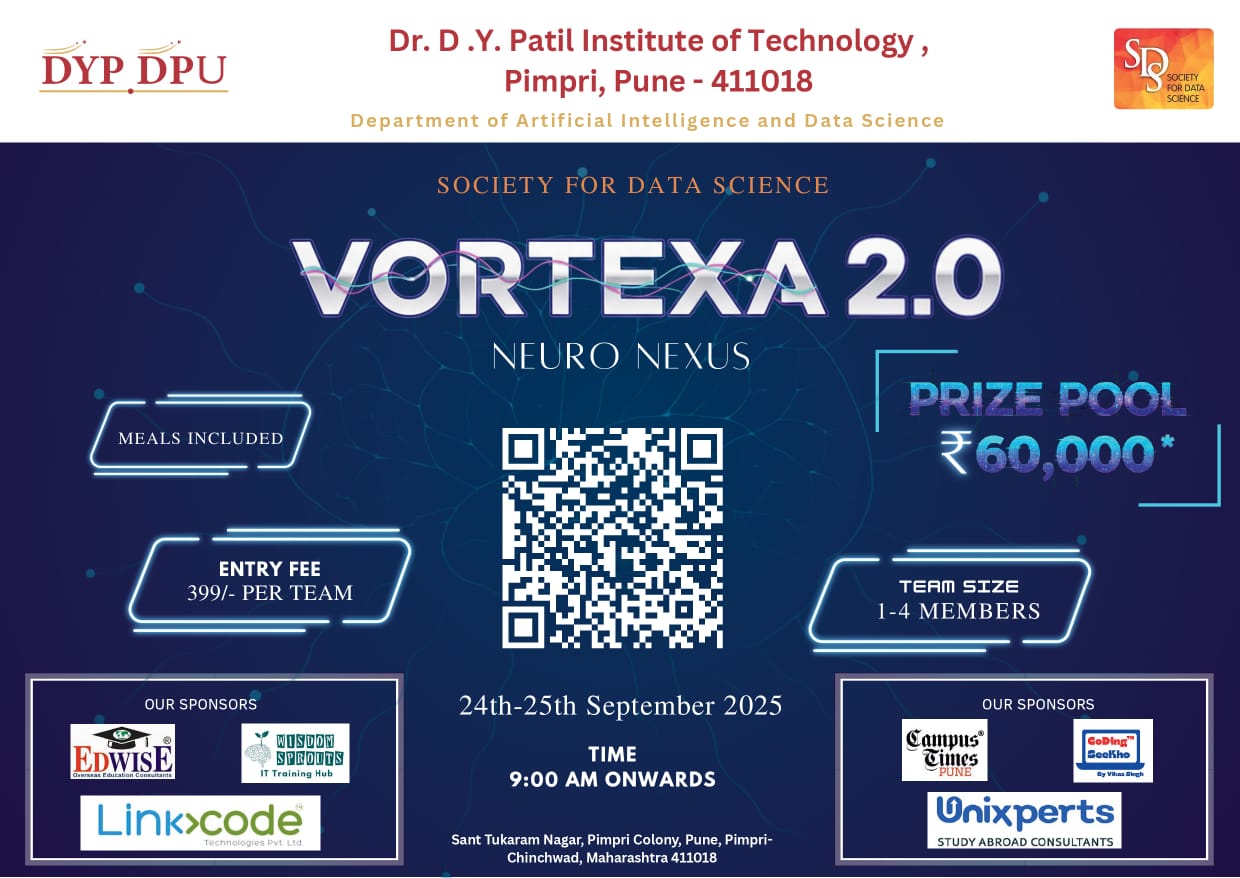 DYP DPU
Dr. D .Y. Patil Institute of Technology ,
Pimpri, Pune - 411018
Department of Artificial Intelligence and Data Science
SDS
SOCIETY
FOR DATA
SCIENCE
SOCIETY FOR DATA SCIENCE
VORTEXA 2.0
NEURO NEXUS
MEALS INCLUDED
PRIZE POOL
₹60,000*
ENTRY FEE
399/- PER TEAM
TEAM SIZE
1-4 MEMBERS
OUR SPONSORS
EDWISE®
Overseas Education Consultants
WISDOM
SPROUTS
IT Training Hub
Link>code™
Technologies Pvt. Ltd.
24th-25th September 2025
TIME
9:00 AM ONWARDS
Sant Tukaram Nagar, Pimpri Colony, Pune, Pimpri-
Chinchwad, Maharashtra 411018
OUR SPONSORS
Campus®
Times
PUNE
CoDing™
SeeKho
By Vikas Singh
Unixperts
STUDY ABROAD CONSULTANTS